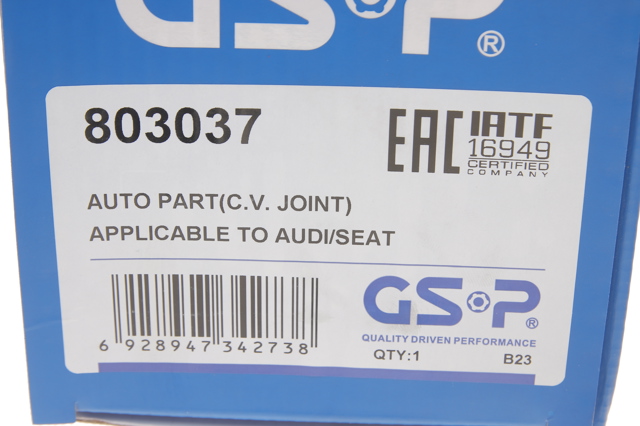 GSP®
803037
EAC
IATF
16949
CERTIFIED
COMPANY
AUTO PART(C.V. JOINT)
APPLICABLE TO AUDI/SEAT
6 928947 342738
GSP®
QUALITY DRIVEN PERFORMANCE
QTY:1 B23